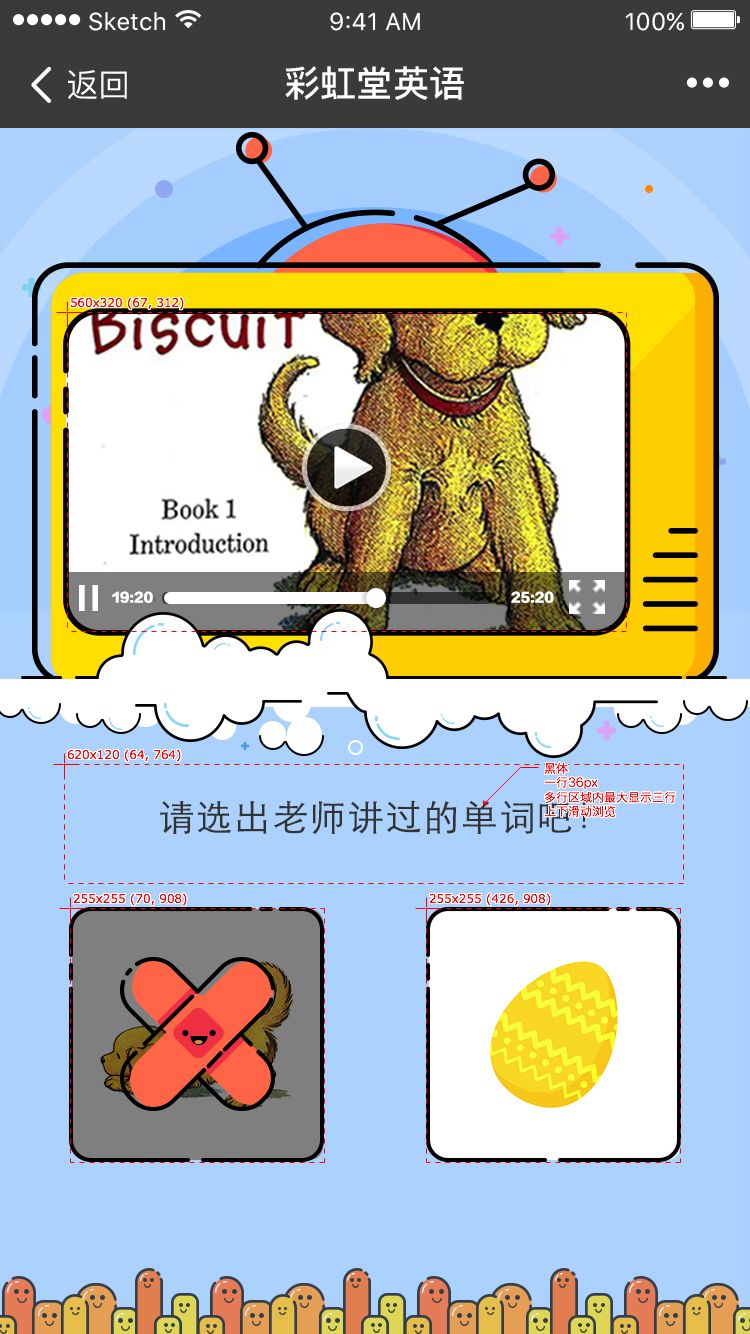 Sketch 9:41 AM 100%
返回 彩虹堂英语
560x320 (67, 312)
BISCUIT
Book 1
Introduction
19:20 25:20
620x120 (64, 764)
黑体
一行36px
多行区域内最大显示三行
上下滑动浏览
请选出老师讲过的单词吧！
255x255 (70, 908) 255x255 (426, 908)